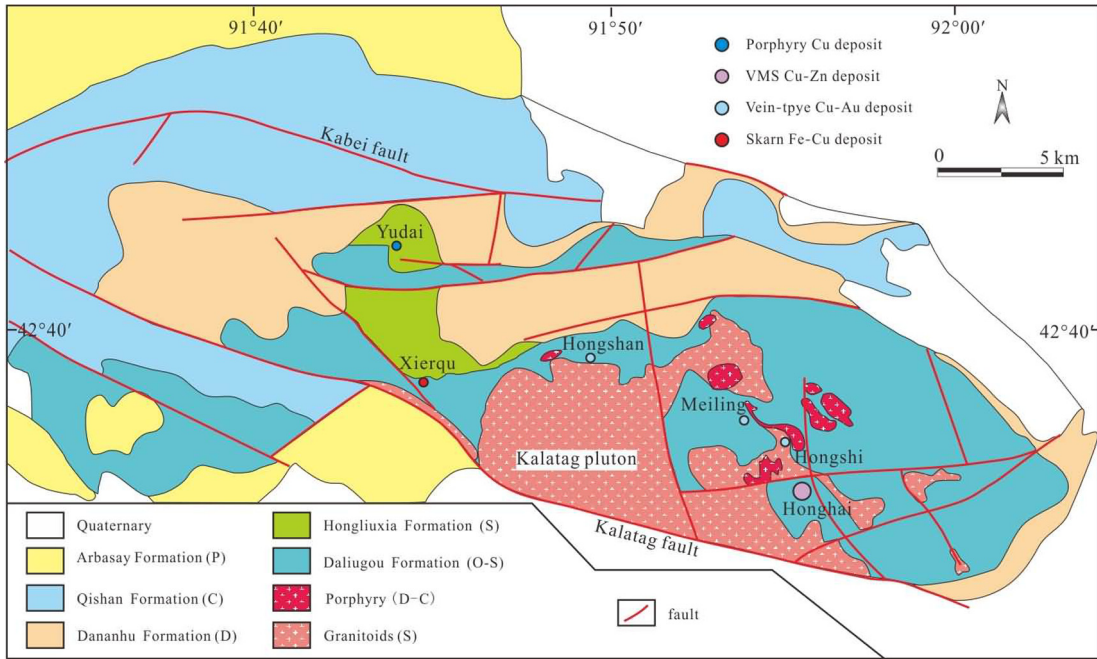 91°40′ 91°50′ 92°00′
Porphyry Cu deposit
VMS Cu-Zn deposit
Vein-tpye Cu-Au deposit
Skarn Fe-Cu deposit
N
0 5 km
Kabei fault
Yudai
42°40′ 42°40′
Hongshan
Xierqu
Meiling
Hongshi
Kalatag pluton
Honghai
Kalatag fault
Quaternary
Arbasay Formation (P)
Qishan Formation (C)
Dananhu Formation (D)
Hongliuxia Formation (S)
Daliugou Formation (O-S)
Porphyry (D-C)
Granitoids (S)
fault